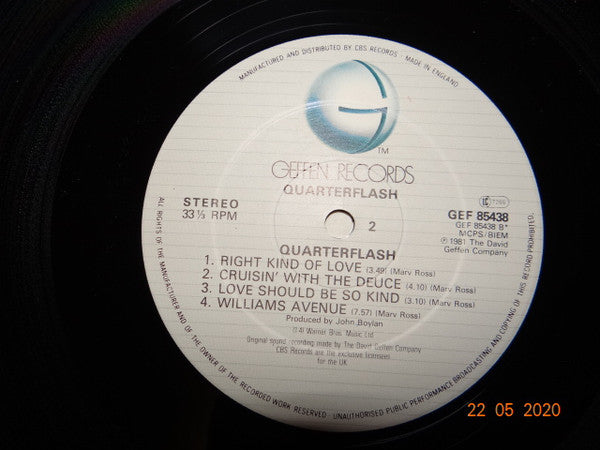 MANUFACTURED AND DISTRIBUTED BY CBS RECORDS · MADE IN ENGLAND
G
TM
GEFFEN RECORDS
QUARTERFLASH
STEREO
33⅓ RPM
2
GEF 85438
GEF 85438 B*
MCPS/BIEM
℗ 1981 The David
Geffen Company
QUARTERFLASH
1. RIGHT KIND OF LOVE (3.49) (Marv Ross)
2. CRUISIN' WITH THE DEUCE (4.10) (Marv Ross)
3. LOVE SHOULD BE SO KIND (3.10) (Marv Ross)
4. WILLIAMS AVENUE (7.57) (Marv Ross)
Produced by John Boylan
Warner Bros. Music Ltd
Original sound recording made by The David Geffen Company
CBS Records are the exclusive licensees
for the UK
ALL RIGHTS OF THE MANUFACTURER AND OF THE OWNER OF THE RECORDED WORK RESERVED · UNAUTHORISED PUBLIC PERFORMANCE BROADCASTING AND COPYING OF THIS RECORD PROHIBITED.
22 05 2020